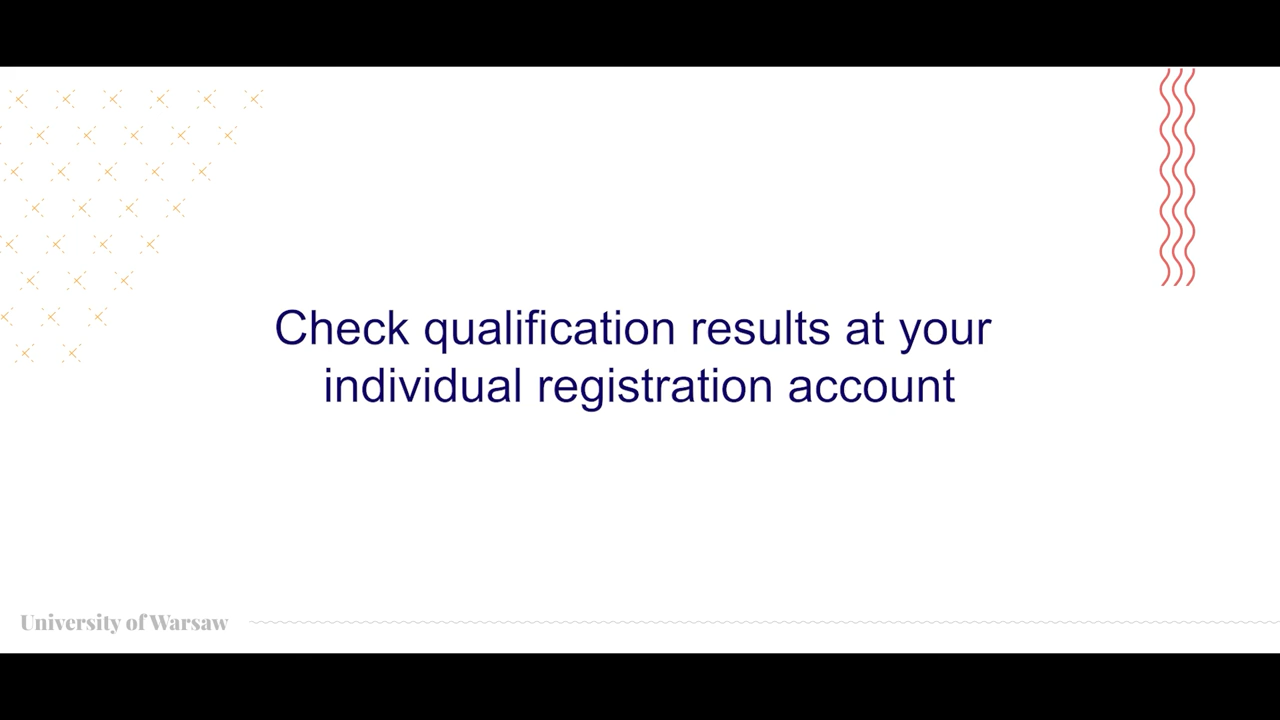 Check qualification results at your
individual registration account
University of Warsaw